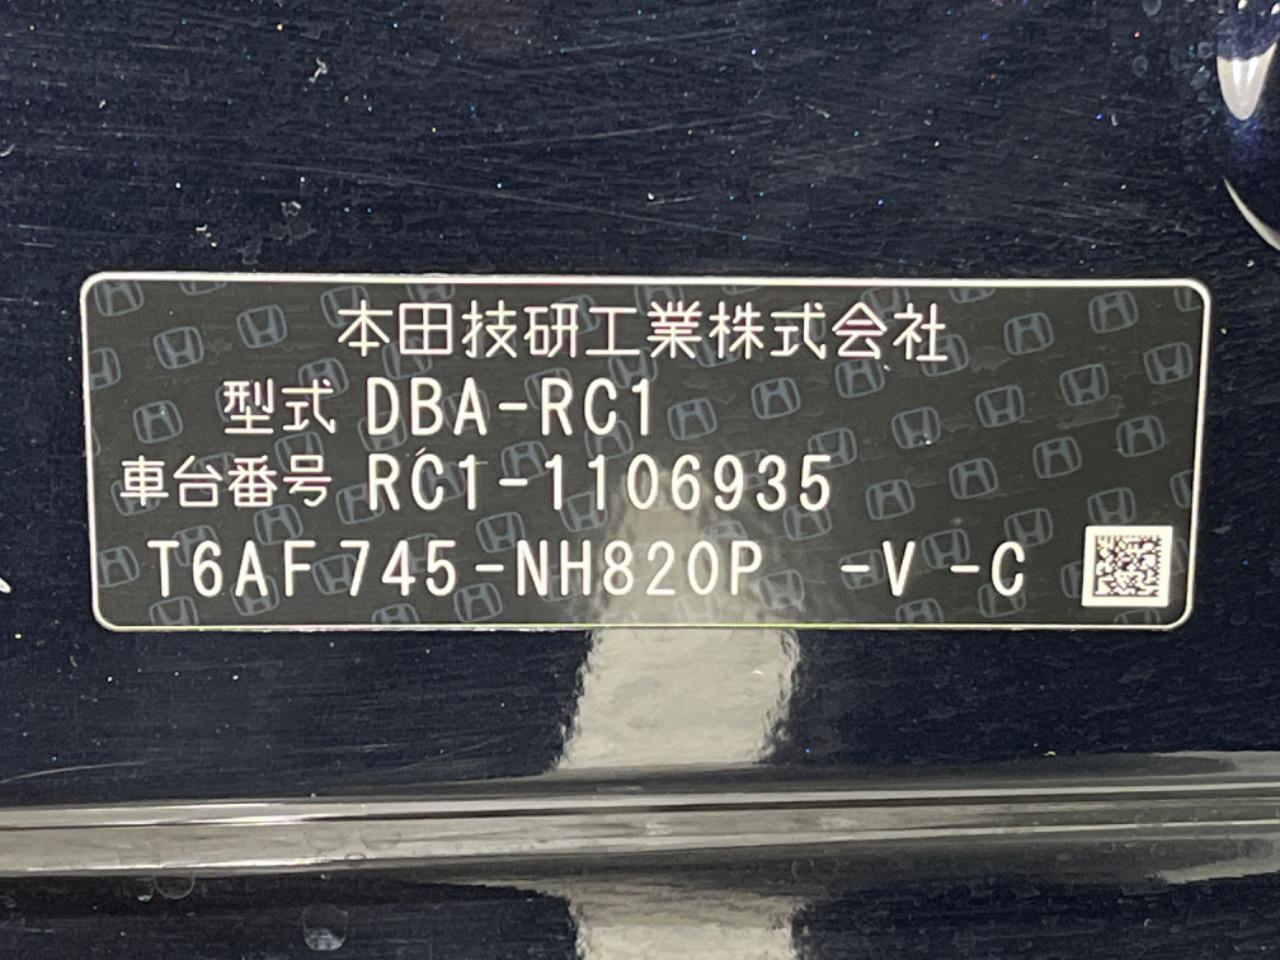 本田技研工業株式会社
型式 DBA-RC1
車台番号 RC1-1106935
T6AF745-NH820P -V -C